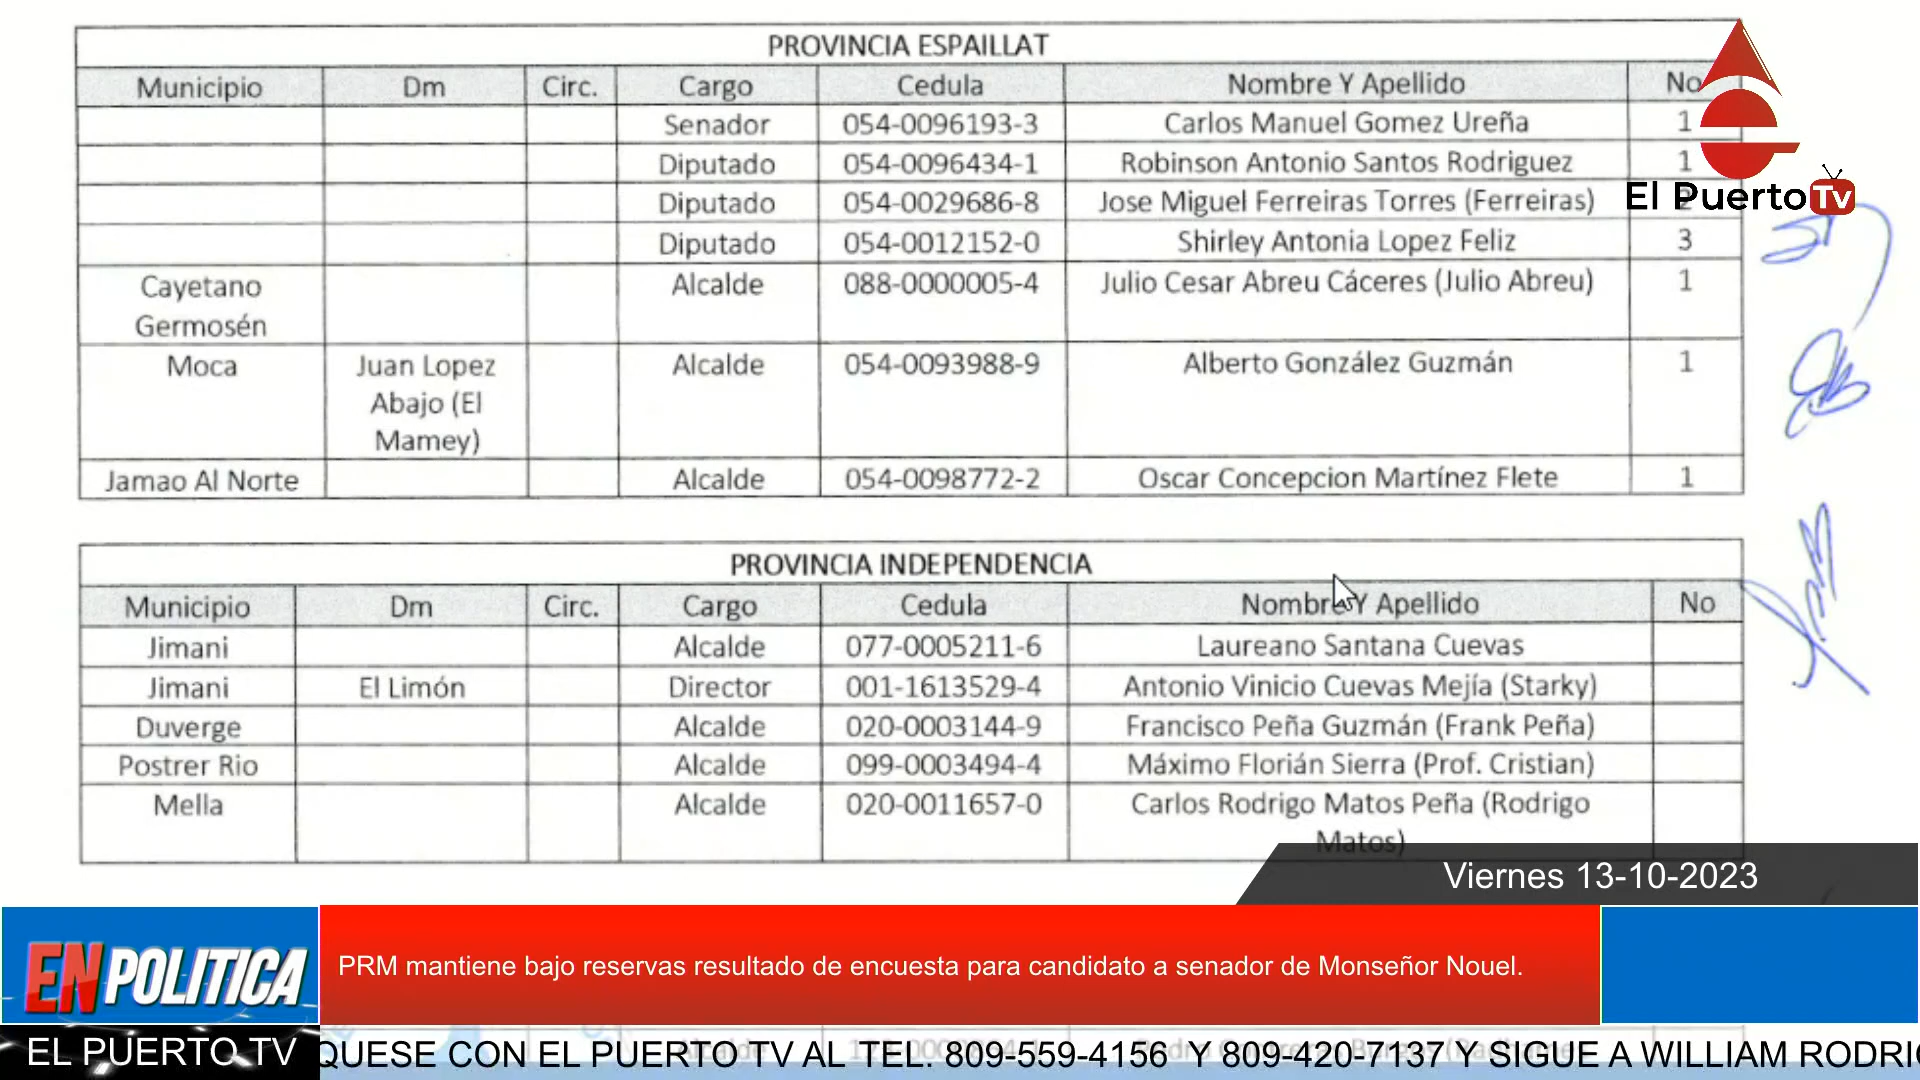 PROVINCIA ESPAILLAT
Municipio Dm Circ. Cargo Cedula Nombre Y Apellido No
Senador 054-0096193-3 Carlos Manuel Gomez Ureña 1
Diputado 054-0096434-1 Robinson Antonio Santos Rodriguez 1
El Puerto Tv
Diputado 054-0029686-8 Jose Miguel Ferreiras Torres (Ferreiras)
Diputado 054-0012152-0 Shirley Antonia Lopez Feliz 3
Cayetano Alcalde 088-0000005-4 Julio Cesar Abreu Cáceres (Julio Abreu) 1
Germosén
Moca Juan Lopez Alcalde 054-0093988-9 Alberto González Guzmán 1
Abajo (El
Mamey)
Jamao Al Norte Alcalde 054-0098772-2 Oscar Concepcion Martínez Flete 1
PROVINCIA INDEPENDENCIA
Municipio Dm Circ. Cargo Cedula Nombre Y Apellido No
Jimani Alcalde 077-0005211-6 Laureano Santana Cuevas
Jimani El Limón Director 001-1613529-4 Antonio Vinicio Cuevas Mejía (Starky)
Duverge Alcalde 020-0003144-9 Francisco Peña Guzmán (Frank Peña)
Postrer Rio Alcalde 099-0003494-4 Máximo Florián Sierra (Prof. Cristian)
Mella Alcalde 020-0011657-0 Carlos Rodrigo Matos Peña (Rodrigo
Matos)
Viernes 13-10-2023
EN POLITICA
PRM mantiene bajo reservas resultado de encuesta para candidato a senador de Monseñor Nouel.
EL PUERTO TV
QUESE CON EL PUERTO TV AL TEL. 809-559-4156 Y 809-420-7137 Y SIGUE A WILLIAM RODRI